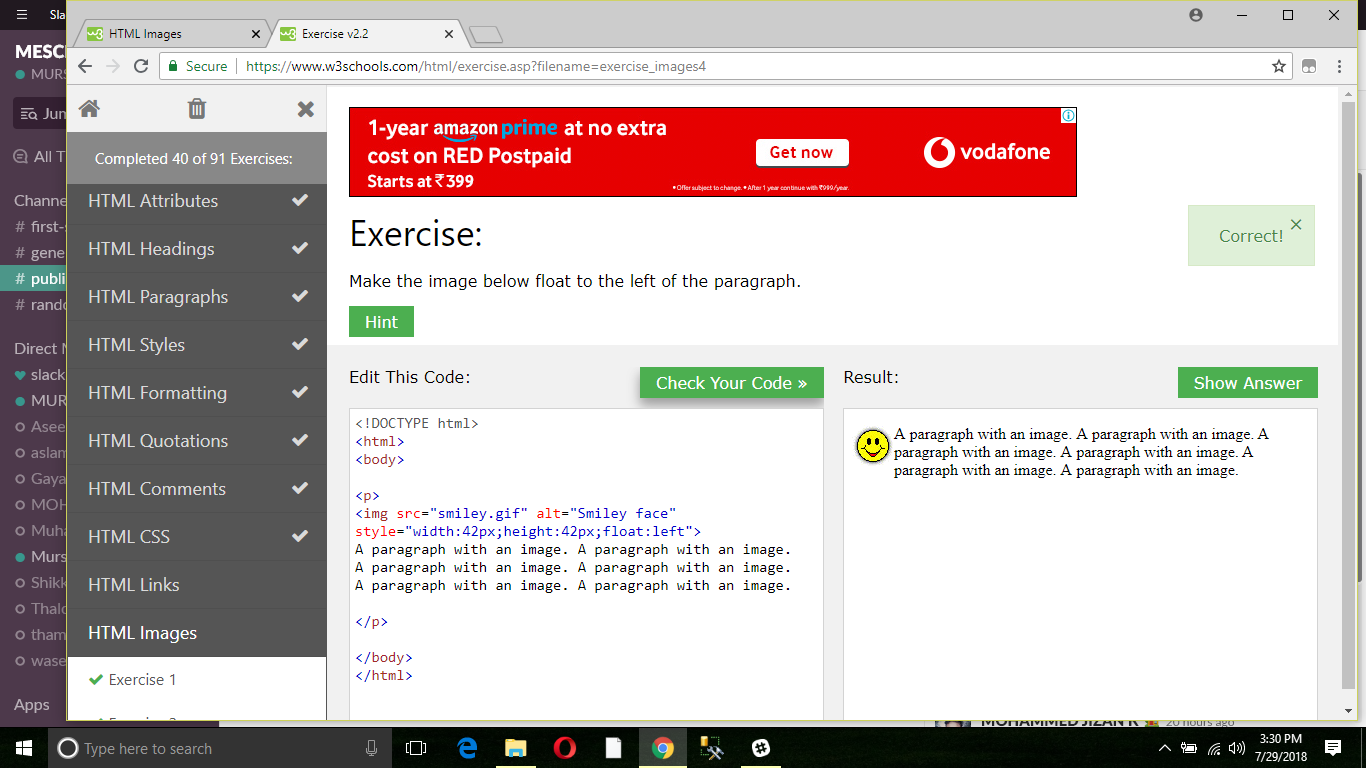 Sla
HTML Images
Exercise v2.2
MESC
MURS
Secure
https://www.w3schools.com/html/exercise.asp?filename=exercise_images4
Jun
All T
Channe
# first-s
# gene
# publi
# rando
Direct M
slack
MUR
Asee
aslam
Gaya
MOH
Muha
Murs
Shikk
Thalo
tham
wase
Apps
Completed 40 of 91 Exercises:
HTML Attributes
HTML Headings
HTML Paragraphs
HTML Styles
HTML Formatting
HTML Quotations
HTML Comments
HTML CSS
HTML Links
HTML Images
Exercise 1
1-year amazon prime at no extra
cost on RED Postpaid
Starts at ₹399
Get now
• Offer subject to change. • After 1 year continue with ₹999/year.
vodafone
Exercise:
Correct!
Make the image below float to the left of the paragraph.
Hint
Edit This Code:
Check Your Code »
<!DOCTYPE html>
<html>
<body>
<p>
<img src="smiley.gif" alt="Smiley face"
style="width:42px;height:42px;float:left">
A paragraph with an image. A paragraph with an image.
A paragraph with an image. A paragraph with an image.
A paragraph with an image. A paragraph with an image.
</p>
</body>
</html>
Result:
Show Answer
A paragraph with an image. A paragraph with an image. A
paragraph with an image. A paragraph with an image. A
paragraph with an image. A paragraph with an image.
MOHAMMED JIZAN K
20 hours ago
Type here to search
3:30 PM
7/29/2018